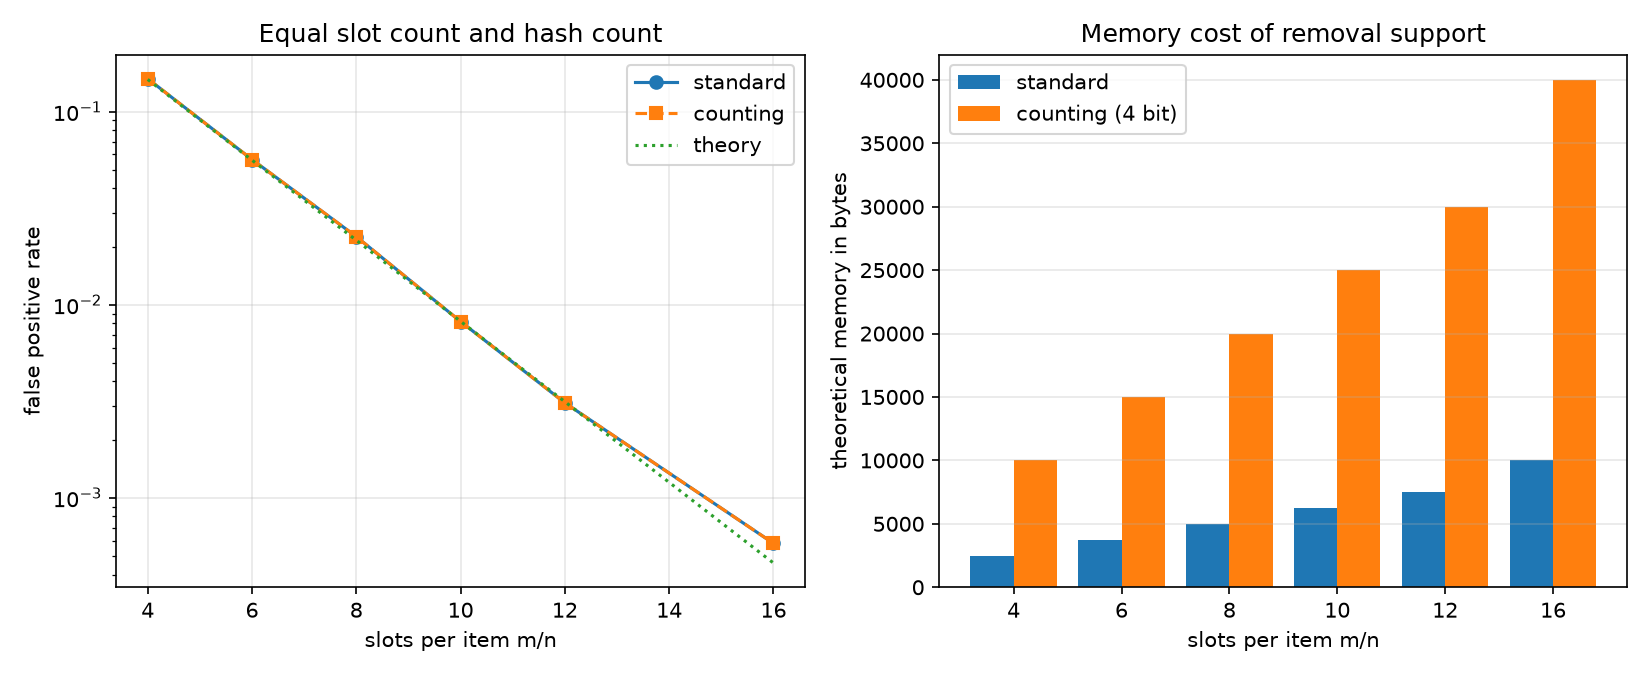 Equal slot count and hash count
standard
counting
theory
10⁻¹
10⁻²
10⁻³
false positive rate
4 6 8 10 12 14 16
slots per item m/n
Memory cost of removal support
standard
counting (4 bit)
40000
35000
30000
25000
20000
15000
10000
5000
0
theoretical memory in bytes
4 6 8 10 12 16
slots per item m/n